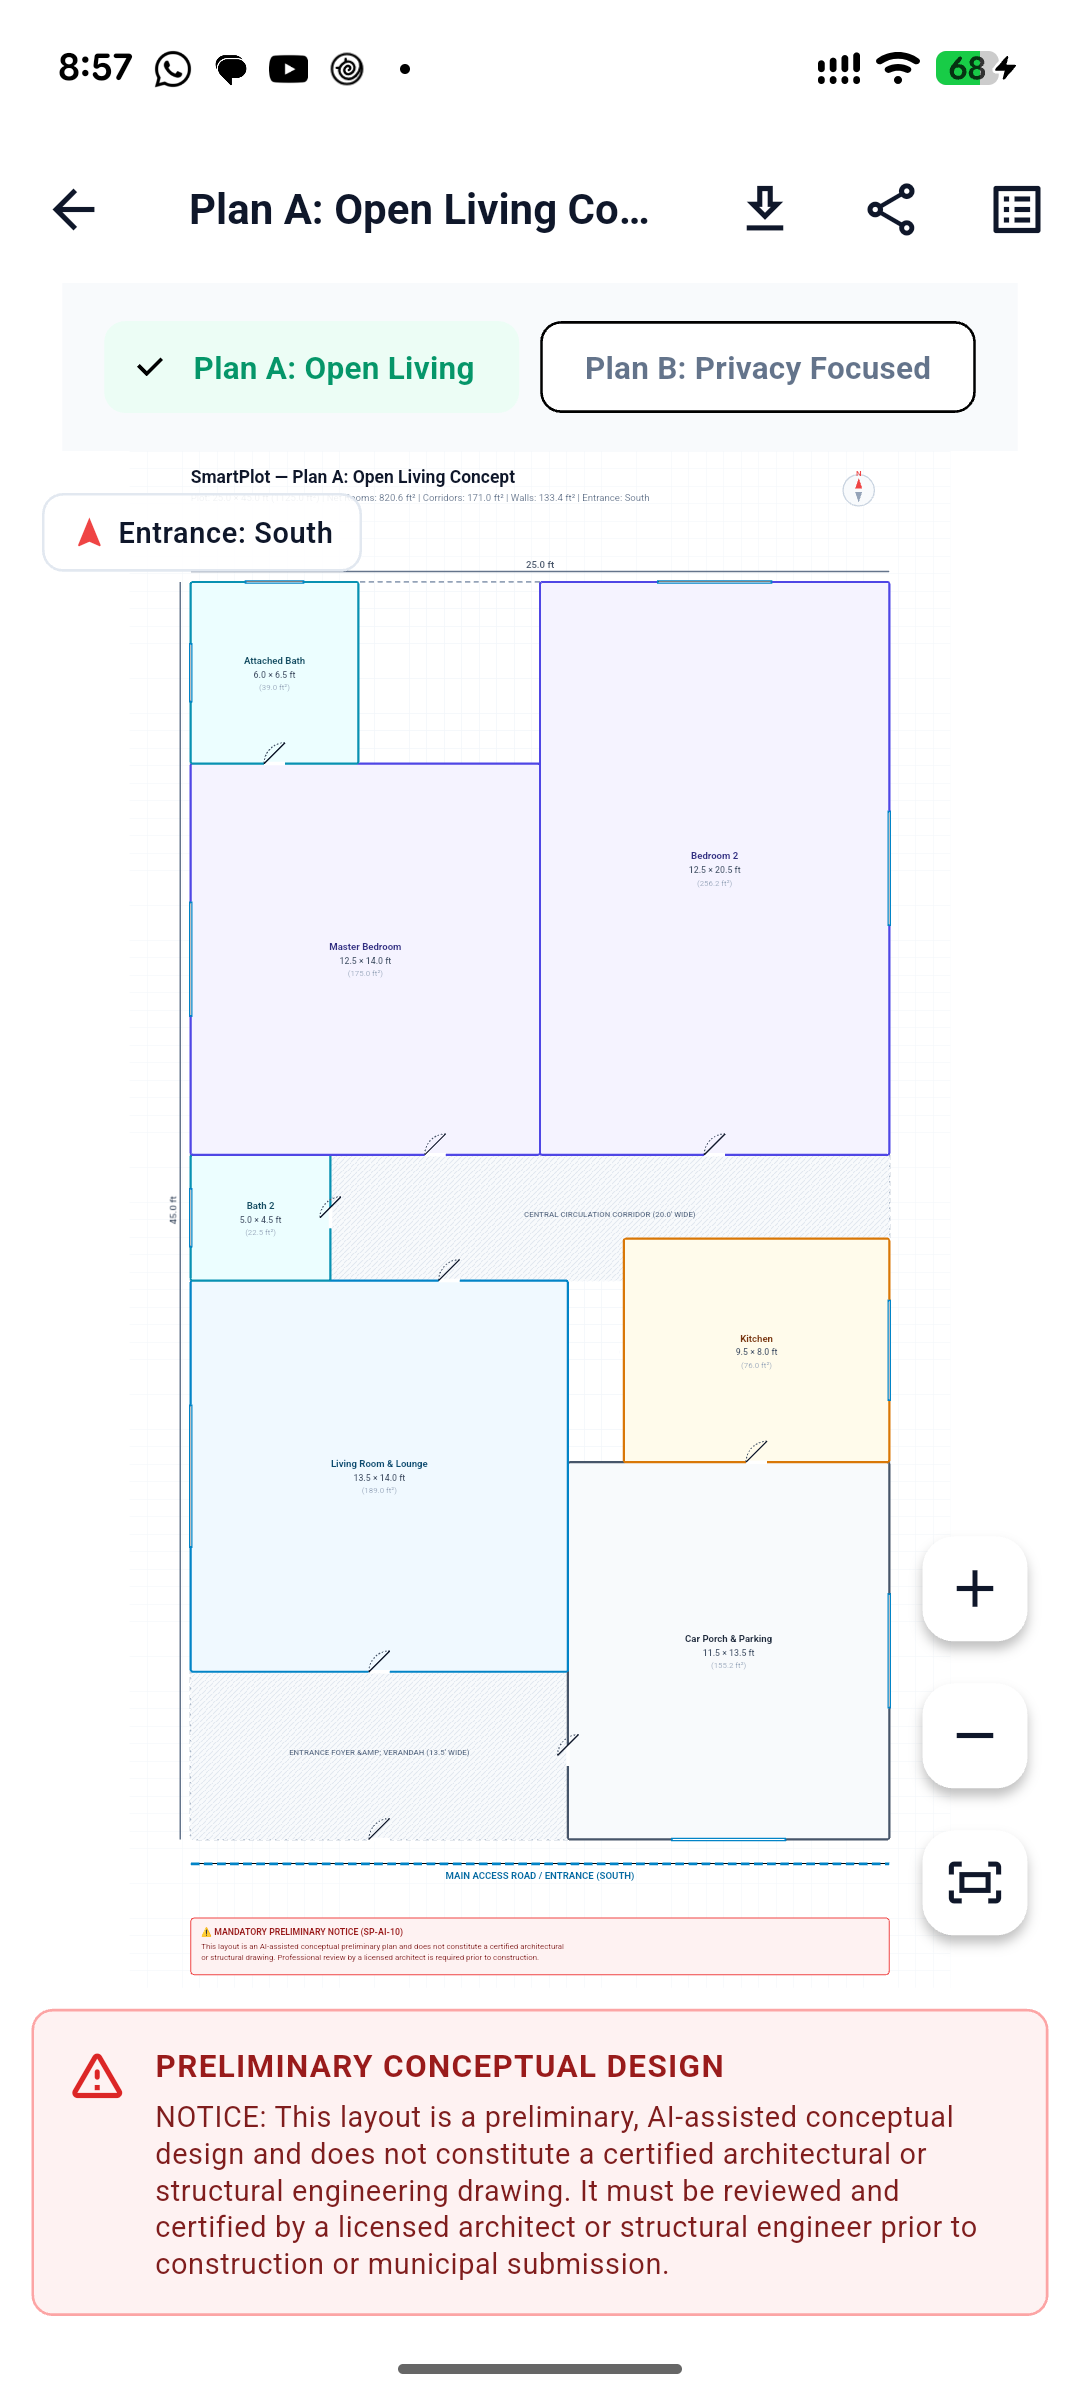 8:57
68
Plan A: Open Living Co...
Plan A: Open Living
Plan B: Privacy Focused
SmartPlot — Plan A: Open Living Concept
ooms: 820.6 ft² | Corridors: 171.0 ft² | Walls: 133.4 ft² | Entrance: South
N
Entrance: South
25.0 ft
Attached Bath
6.0 × 6.5 ft
(39.0 ft²)
Bedroom 2
12.5 × 20.5 ft
(256.2 ft²)
Master Bedroom
12.5 × 14.0 ft
(175.0 ft²)
45.0 ft
Bath 2
5.0 × 4.5 ft
(22.5 ft²)
CENTRAL CIRCULATION CORRIDOR (20.0' WIDE)
Kitchen
9.5 × 8.0 ft
(76.0 ft²)
Living Room & Lounge
13.5 × 14.0 ft
(189.0 ft²)
Car Porch & Parking
11.5 × 13.5 ft
(155.2 ft²)
ENTRANCE FOYER &AMP; VERANDAH (13.5' WIDE)
MAIN ACCESS ROAD / ENTRANCE (SOUTH)
⚠️ MANDATORY PRELIMINARY NOTICE (SP-AI-10)
This layout is an AI-assisted conceptual preliminary plan and does not constitute a certified architectural
or structural drawing. Professional review by a licensed architect is required prior to construction.
PRELIMINARY CONCEPTUAL DESIGN
NOTICE: This layout is a preliminary, AI-assisted conceptual
design and does not constitute a certified architectural or
structural engineering drawing. It must be reviewed and
certified by a licensed architect or structural engineer prior to
construction or municipal submission.